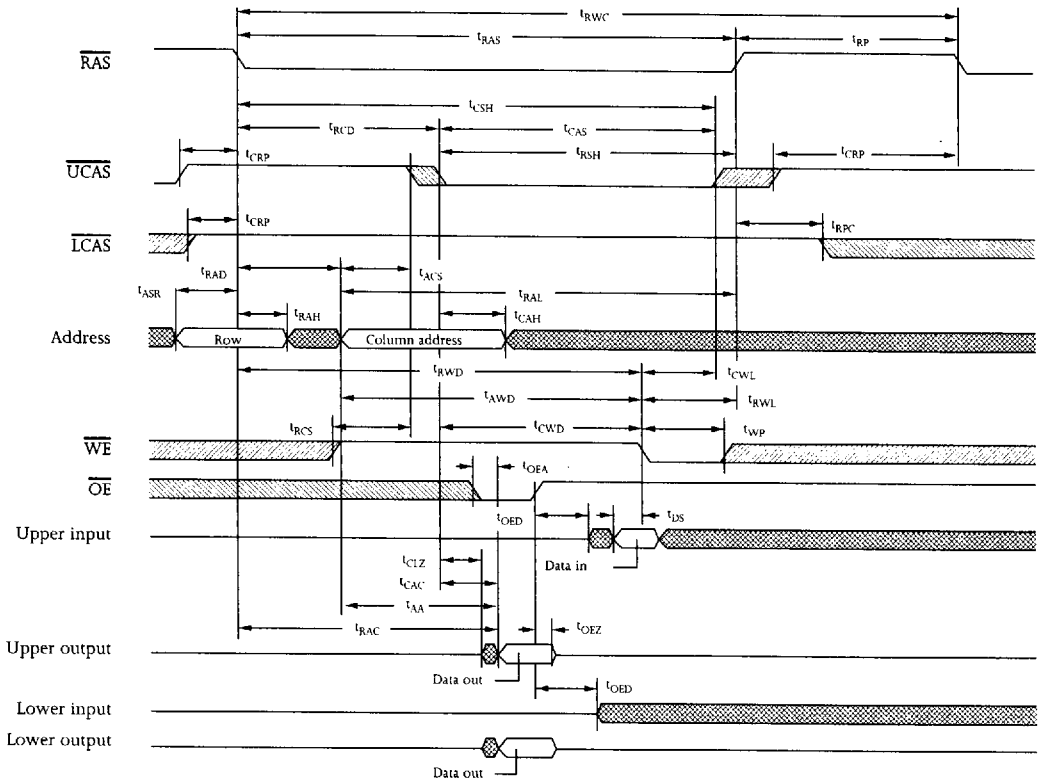 tRWC
tRAS
tRP
RAS
tCSH
tRCD
tCAS
tCRP
tRSH
tCRP
UCAS
tCRP
tRPC
LCAS
tRAD
tACS
tASR
tRAL
tRAH
tCAH
Address
Row
Column address
tRWD
tCWL
tAWD
tRWL
tRCS
tCWD
tWP
WE
tOEA
OE
tOED
tDS
Upper input
Data in
tCLZ
tCAC
tAA
tRAC
tOEZ
Upper output
Data out
tOED
Lower input
Lower output
Data out